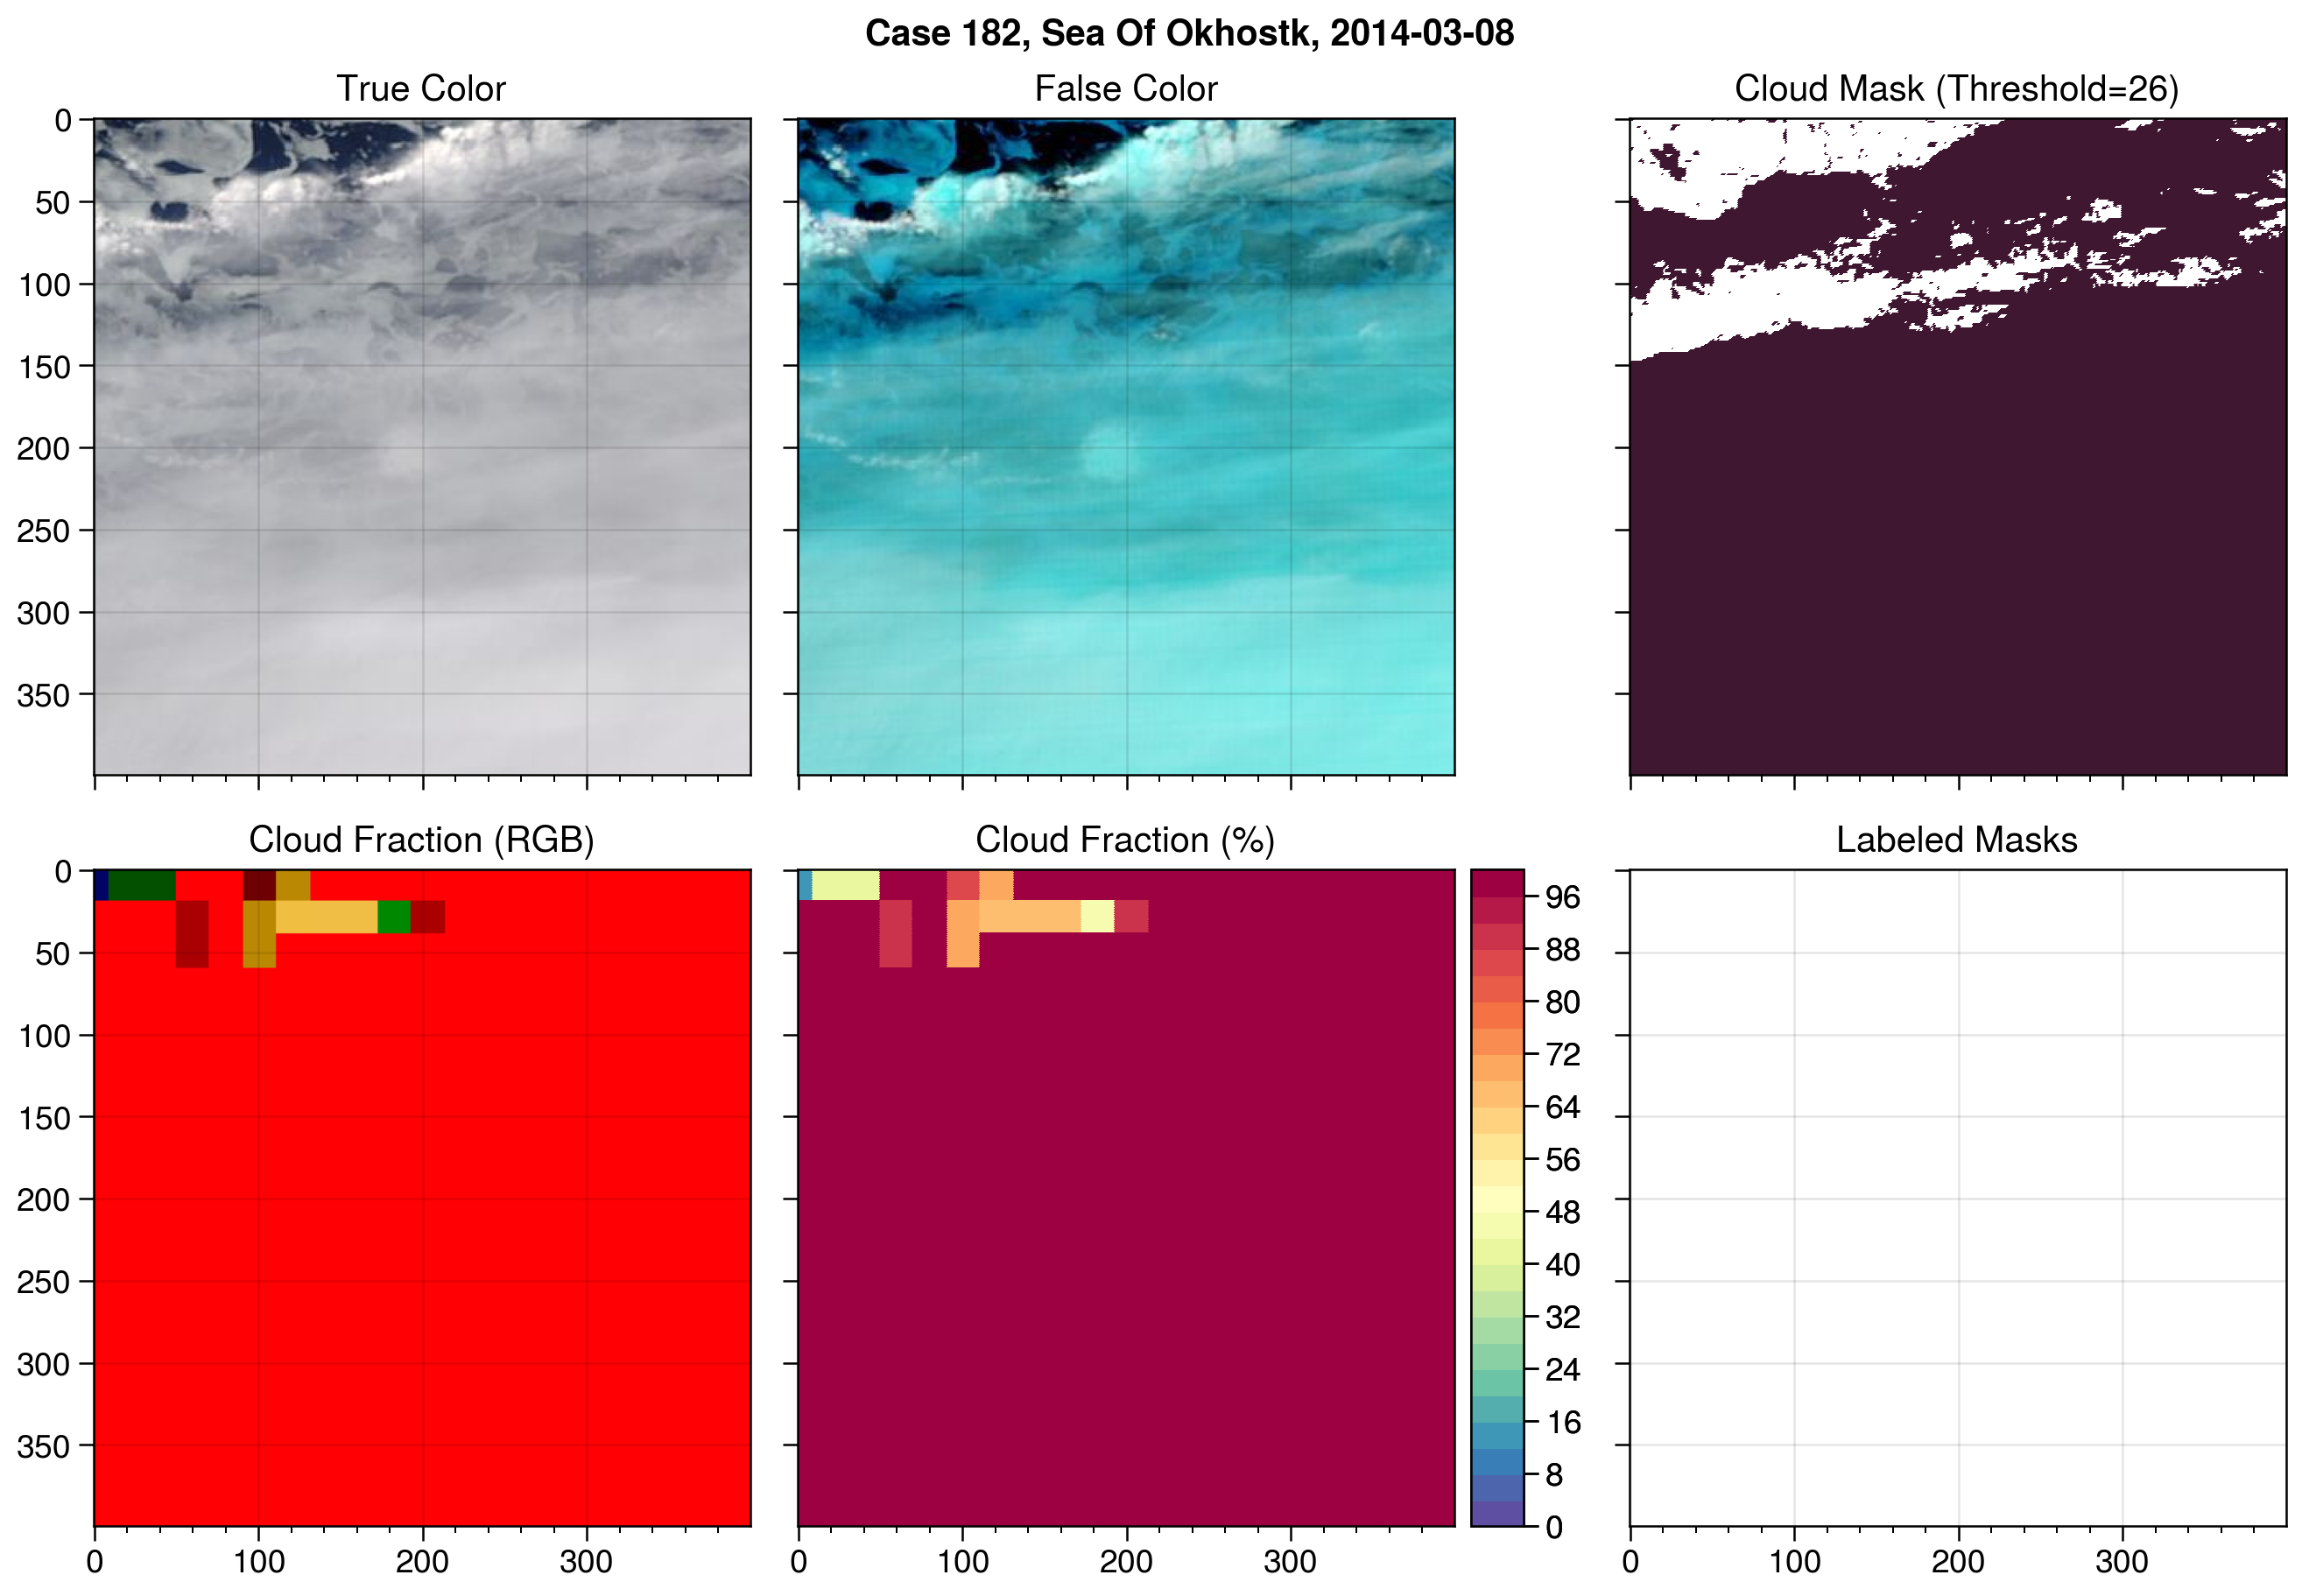 Case 182, Sea Of Okhostk, 2014-03-08
True Color
False Color
Cloud Mask (Threshold=26)
0
50
100
150
200
250
300
350
Cloud Fraction (RGB)
Cloud Fraction (%)
Labeled Masks
0
50
100
150
200
250
300
350
96
88
80
72
64
56
48
40
32
24
16
8
0
0 100 200 300
0 100 200 300
0 100 200 300